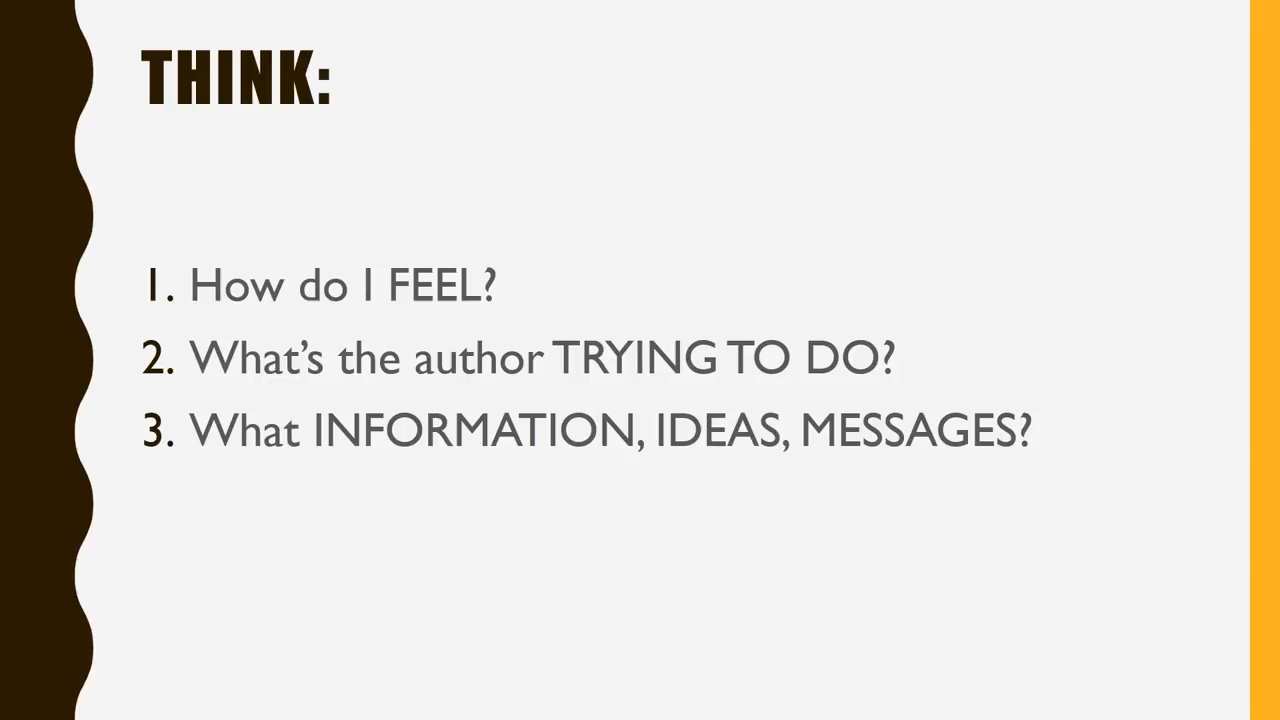 THINK:
1. How do I FEEL?
2. What’s the author TRYING TO DO?
3. What INFORMATION, IDEAS, MESSAGES?